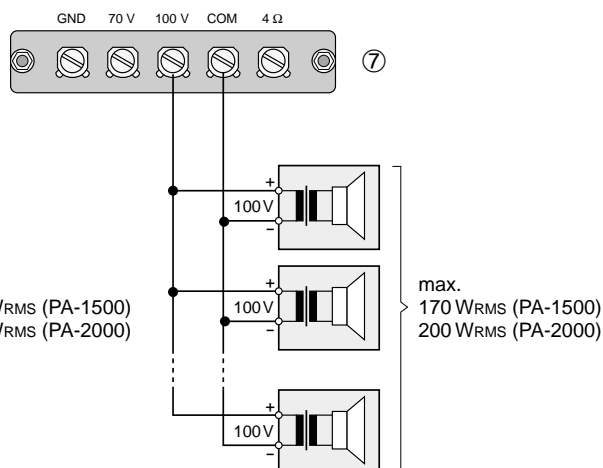 GND 70 V 100 V COM 4 Ω
⑦
+
100 V
–
+
100 V
–
+
100 V
–
WRMS (PA-1500)
WRMS (PA-2000)
max.
170 WRMS (PA-1500)
200 WRMS (PA-2000)